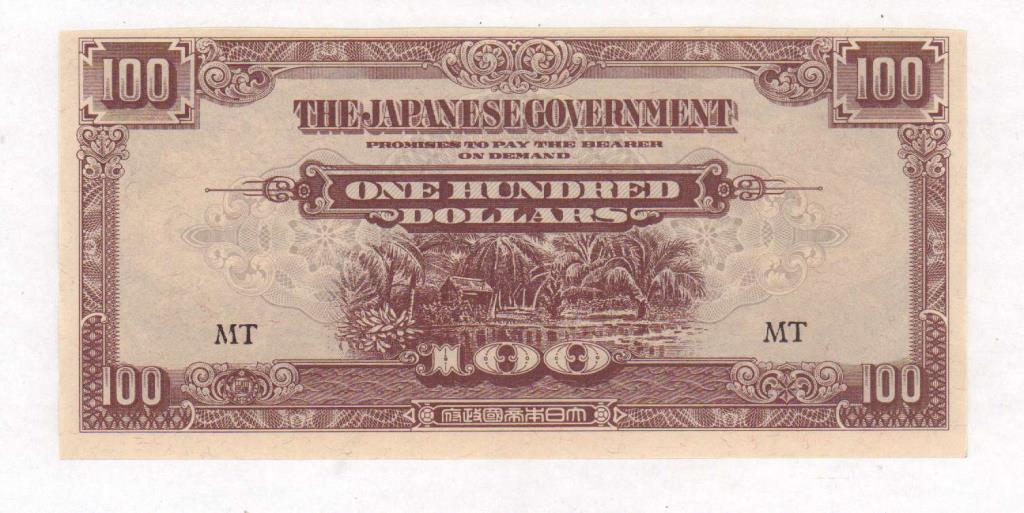 100 100
THE JAPANESE GOVERNMENT
PROMISES TO PAY THE BEARER
ON DEMAND
ONE HUNDRED
DOLLARS
MT MT
100
100 100
府政國帝本日大